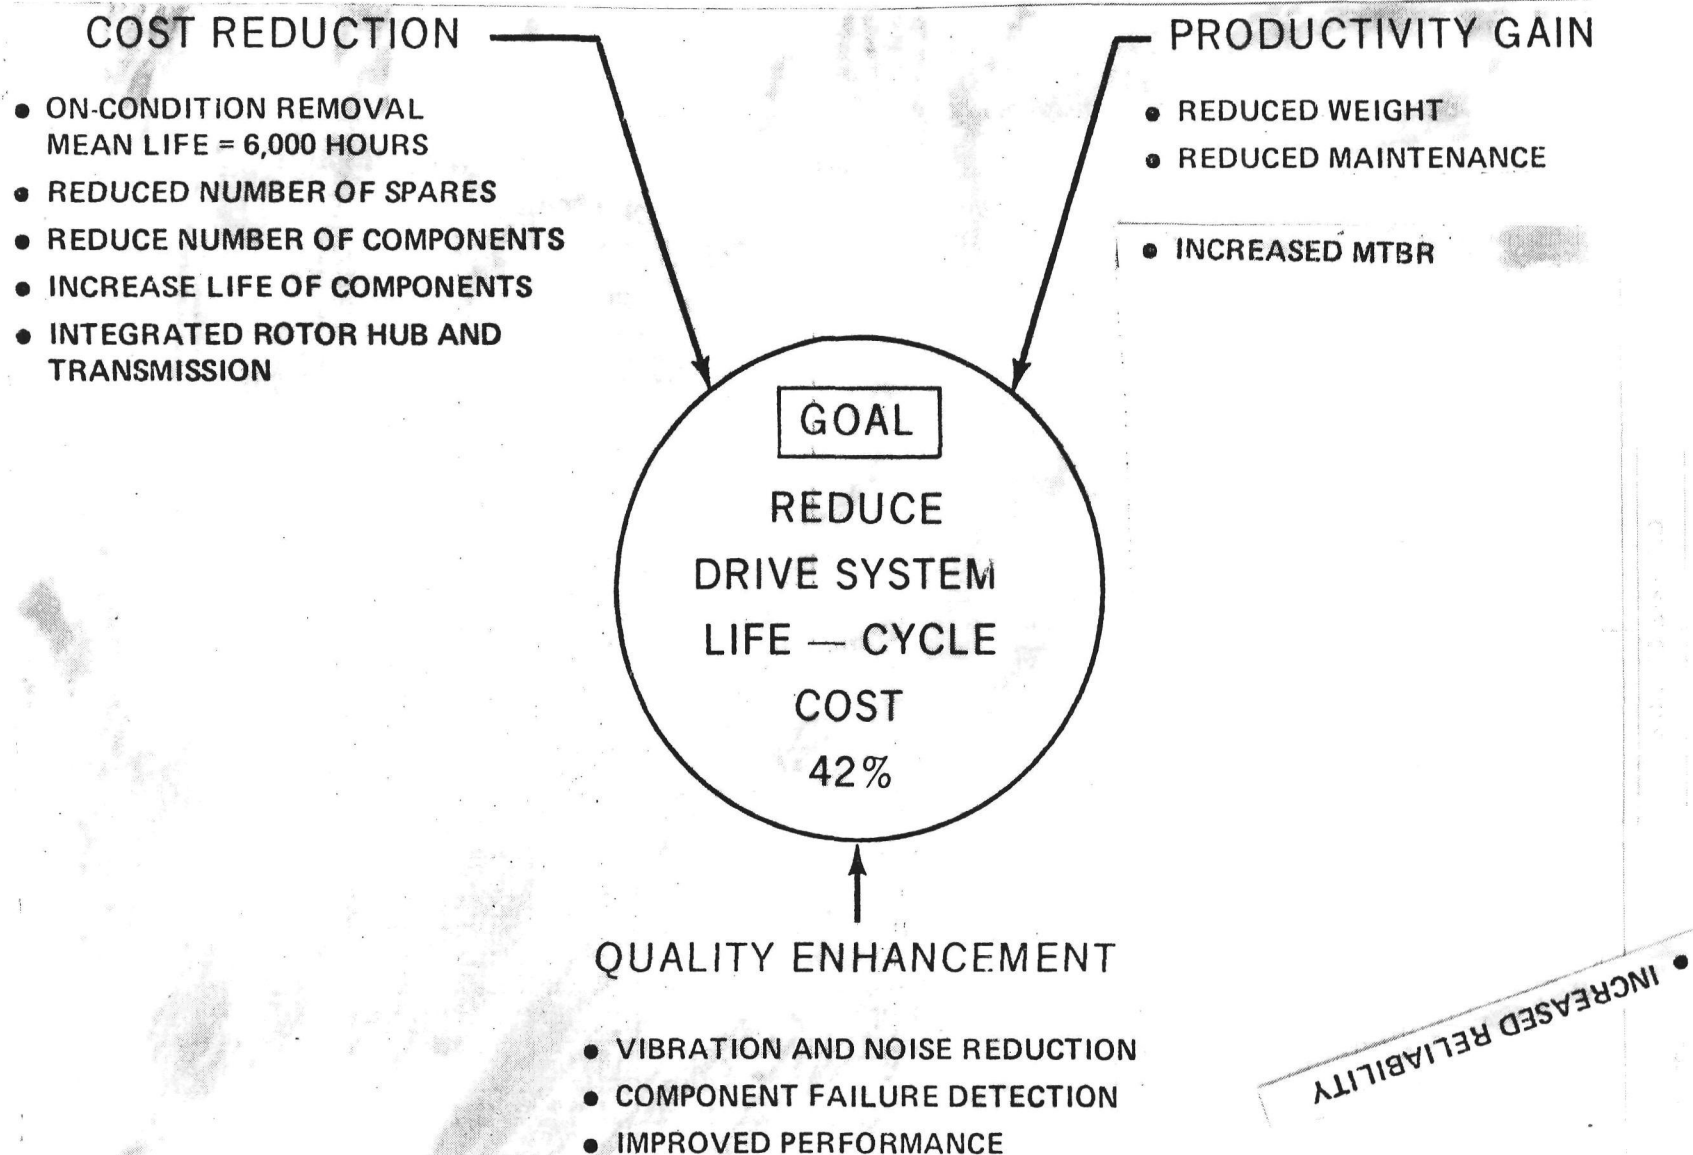 COST REDUCTION
• ON-CONDITION REMOVAL
MEAN LIFE = 6,000 HOURS
• REDUCED NUMBER OF SPARES
• REDUCE NUMBER OF COMPONENTS
• INCREASE LIFE OF COMPONENTS
• INTEGRATED ROTOR HUB AND
TRANSMISSION
PRODUCTIVITY GAIN
• REDUCED WEIGHT
• REDUCED MAINTENANCE
• INCREASED MTBR
GOAL
REDUCE
DRIVE SYSTEM
LIFE — CYCLE
COST
42%
QUALITY ENHANCEMENT
• VIBRATION AND NOISE REDUCTION
• COMPONENT FAILURE DETECTION
• IMPROVED PERFORMANCE
• INCREASED RELIABILITY